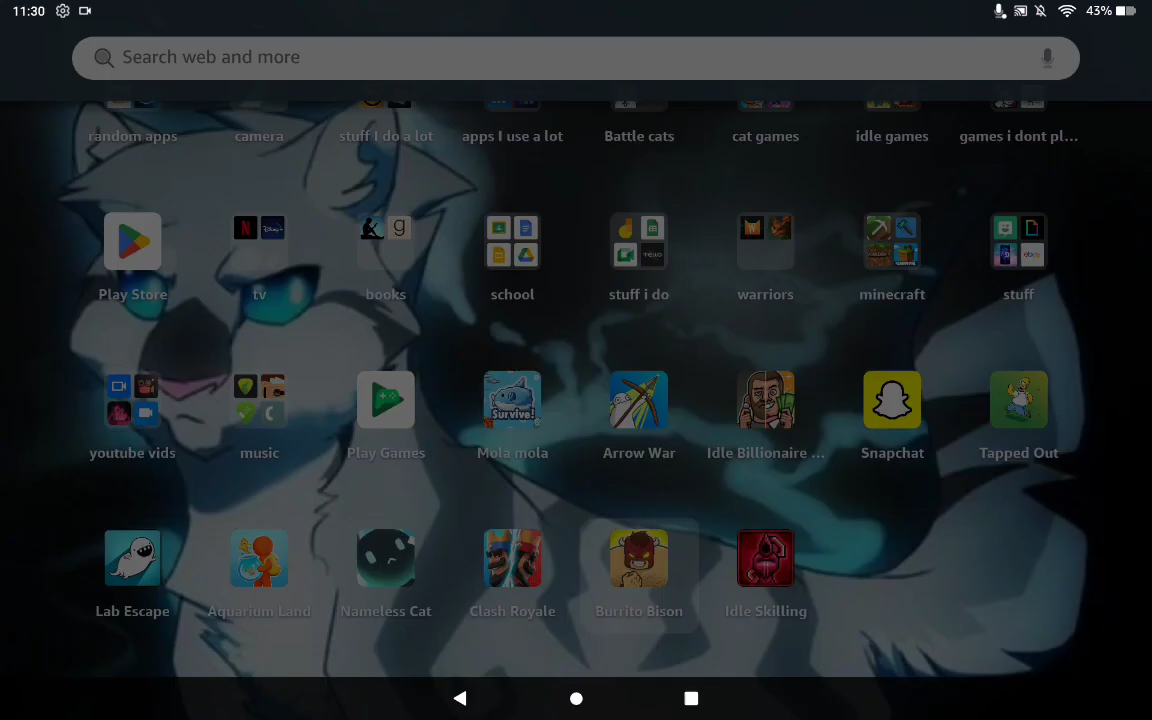 11:30
43%
Search web and more
random apps camera stuff I do a lot apps I use a lot Battle cats cat games idle games games i dont pl...
Play Store tv books school stuff i do warriors minecraft stuff
youtube vids music Play Games Mola mola Arrow War Idle Billionaire ... Snapchat Tapped Out
Survive!
Lab Escape Aquarium Land Nameless Cat Clash Royale Burrito Bison Idle Skilling